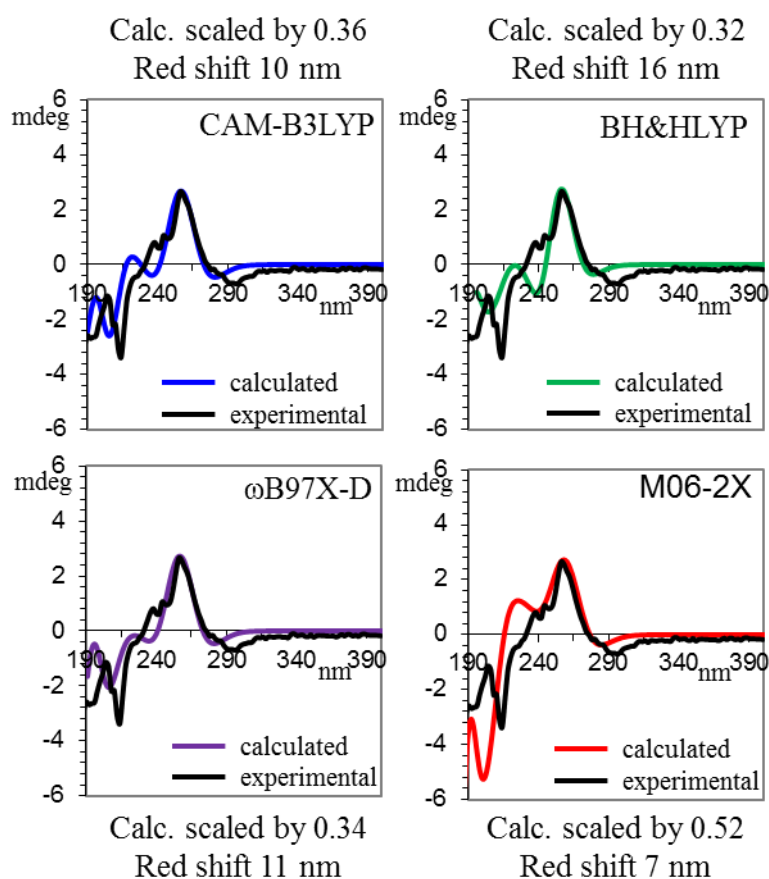 Calc. scaled by 0.36
Red shift 10 nm
Calc. scaled by 0.32
Red shift 16 nm
6
mdeg
CAM-B3LYP
4
2
0
190 240 290 340 390
nm
-2
-4
-6
calculated
experimental
6
mdeg
BH&HLYP
4
2
0
190 240 290 340 390
nm
-2
-4
-6
calculated
experimental
6
mdeg
ωB97X-D
4
2
0
190 240 290 340 390
nm
-2
-4
-6
calculated
experimental
6
mdeg
M06-2X
4
2
0
190 240 290 340 390
nm
-2
-4
-6
calculated
experimental
Calc. scaled by 0.34
Red shift 11 nm
Calc. scaled by 0.52
Red shift 7 nm